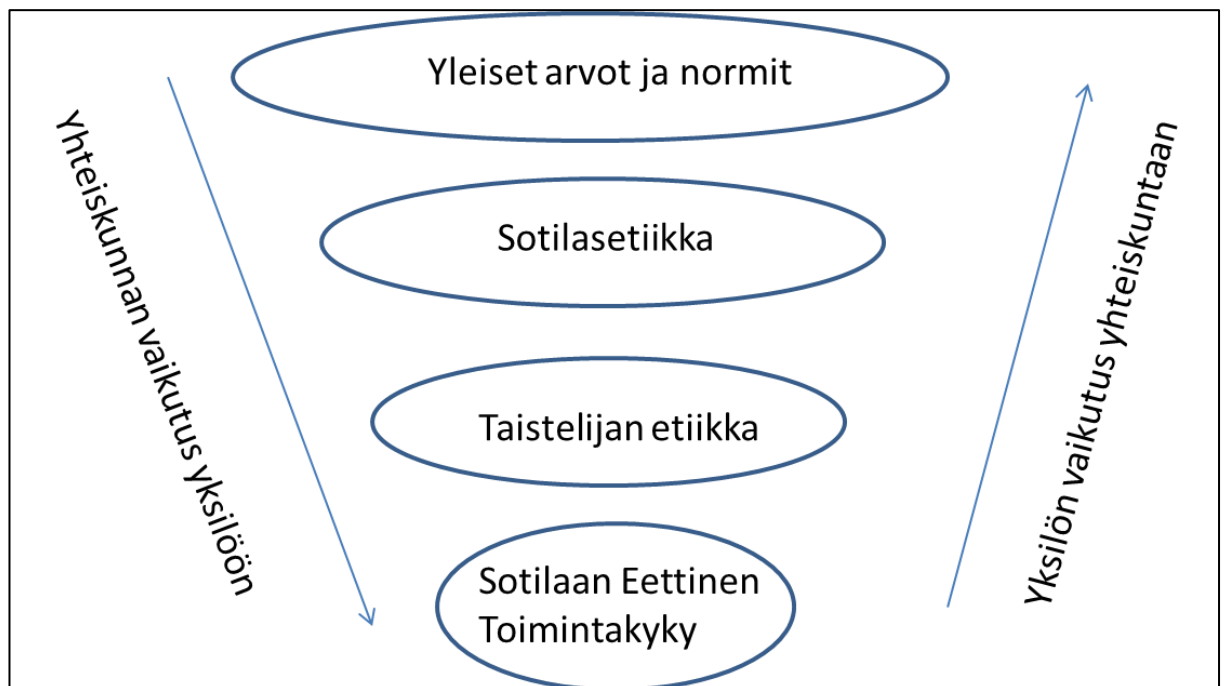 Yleiset arvot ja normit
Yhteiskunnan vaikutus yksilöön
Yksilön vaikutus yhteiskuntaan
Sotilasetiikka
Taistelijan etiikka
Sotilaan Eettinen
Toimintakyky